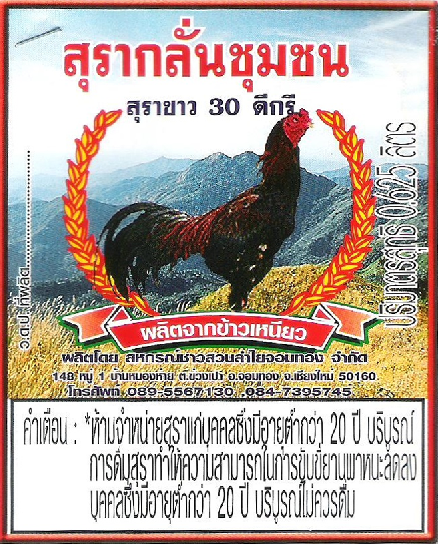 สุรากลั่นชุมชน
สุราขาว 30 ดีกรี
ว.ด.ป. ที่ผลิต
ปริมาตรสุทธิ 0.625 ลิตร
ผลิตจากข้าวเหนียว
ผลิตโดย สหกรณ์ชาวสวนลำไยจอมทอง จำกัด
148 หมู่ 1 บ้านหนองห่าย ต.ข่วงเปา อ.จอมทอง จ.เชียงใหม่ 50160
โทรศัพท์ 089-5567130 ,084-7395745
คำเตือน : *ห้ามจำหน่ายสุราแก่บุคคลซึ่งมีอายุต่ำกว่า 20 ปี บริบูรณ์
การดื่มสุราทำให้ความสามารถในการขับขี่ยานพาหนะลดลง
บุคคลซึ่งมีอายุต่ำกว่า 20 ปี บริบูรณ์ไม่ควรดื่ม